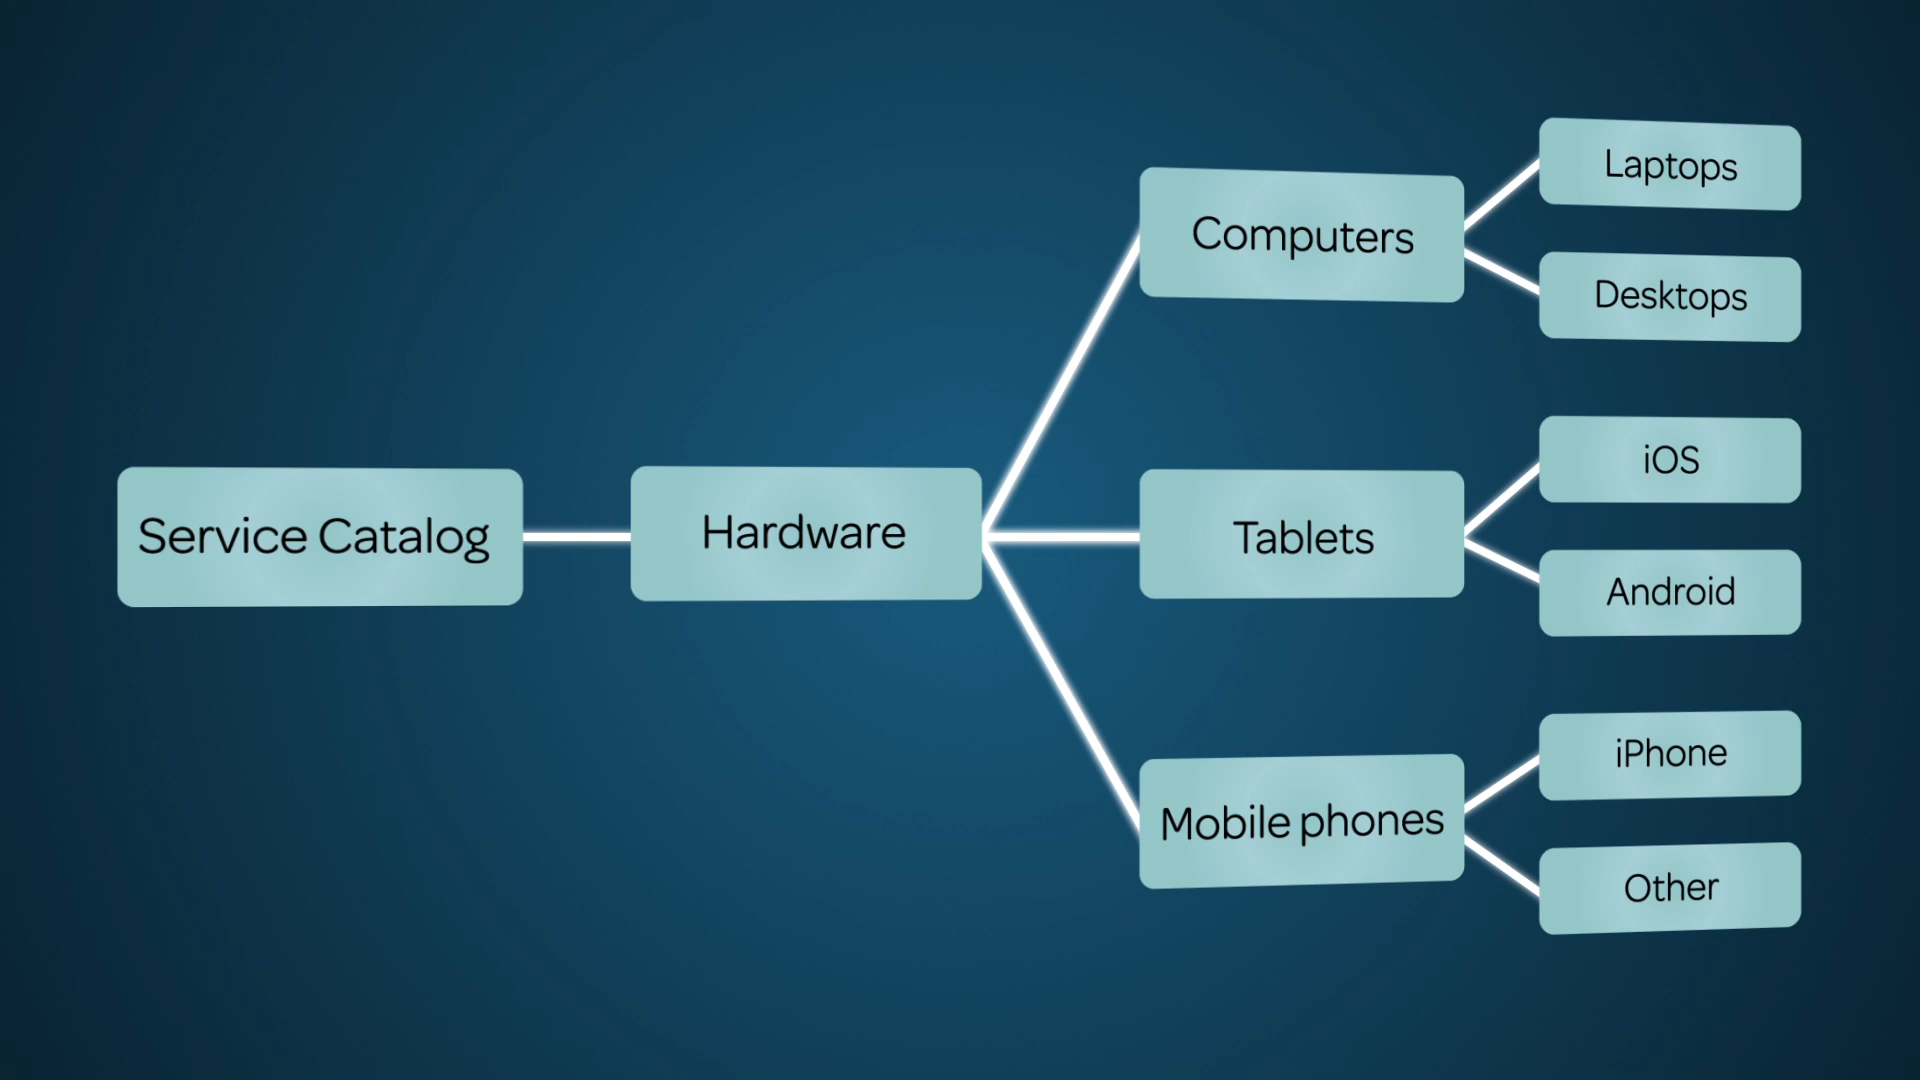 Service Catalog
Hardware
Computers
Laptops
Desktops
Tablets
iOS
Android
Mobile phones
iPhone
Other